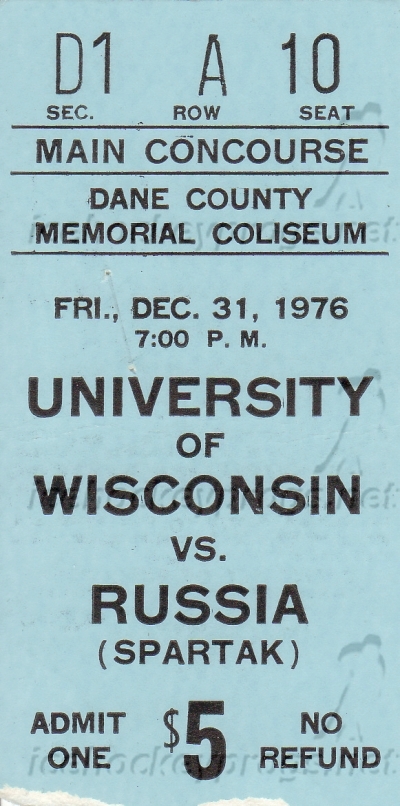 D1 A 10
SEC. ROW SEAT
MAIN CONCOURSE
DANE COUNTY
MEMORIAL COLISEUM
FRI., DEC. 31, 1976
7:00 P. M.
UNIVERSITY
OF
WISCONSIN
VS.
RUSSIA
(SPARTAK)
ADMIT $5 NO
ONE REFUND